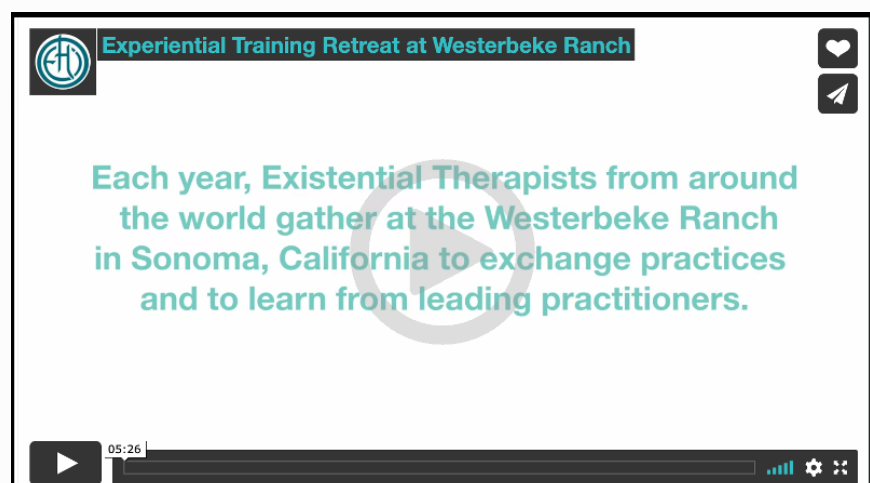 Experiential Training Retreat at Westerbeke Ranch
Each year, Existential Therapists from around
the world gather at the Westerbeke Ranch
in Sonoma, California to exchange practices
and to learn from leading practitioners.
05:26